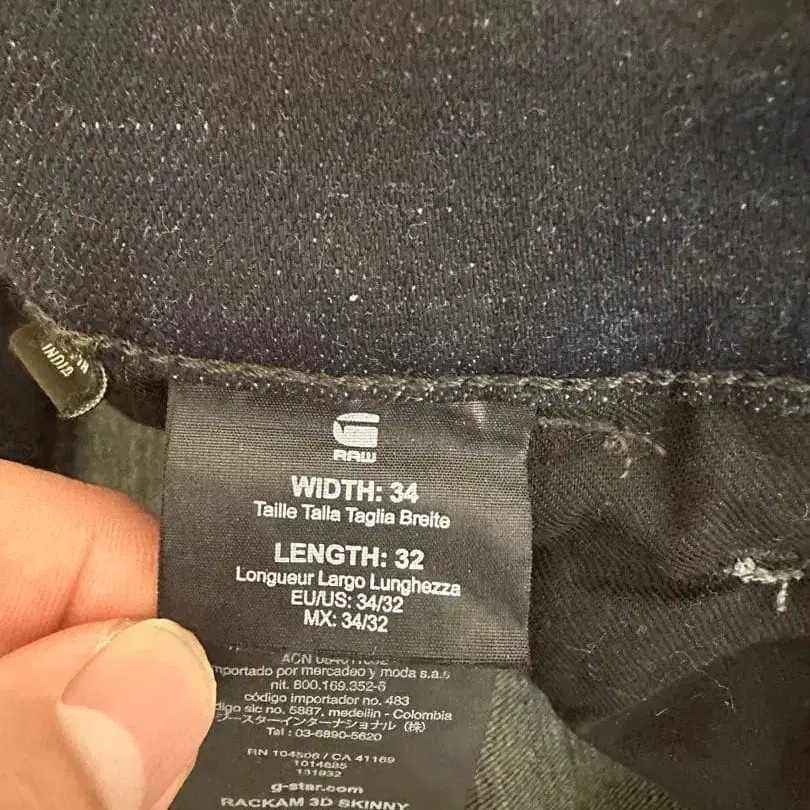 INDIA
RAW
WIDTH: 34
Taille Talla Taglia Breite
LENGTH: 32
Longueur Largo Lunghezza
EU/US: 34/32
MX: 34/32
ACN
mportado por mercadeo y moda s.a.s
nit. 800.169.352-5
código importador no. 483
digo sic no. 5887, medellin - Colombia
ースターインターナショナル (株)
Tel : 03-6890-5620
RN 104506 / CA 41169
1014685
131932
g-star.com
RACKAM 3D SKINNY